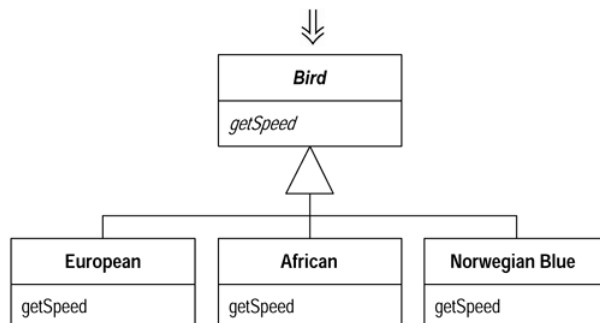 Bird
getSpeed
European
African
Norwegian Blue
getSpeed
getSpeed
getSpeed